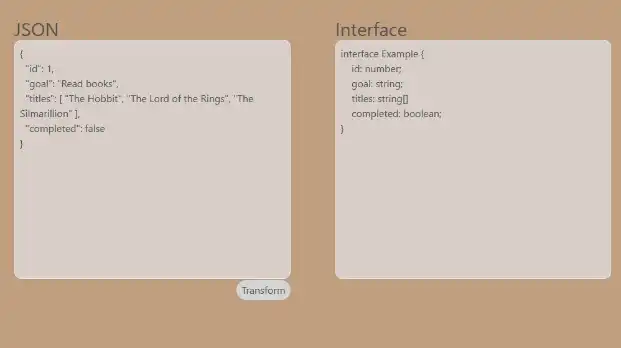 JSON
{
"id": 1,
"goal": "Read books",
"titles": [ "The Hobbit", "The Lord of the Rings", "The
Silmarillion" ],
"completed": false
}
Transform
Interface
interface Example {
id: number;
goal: string;
titles: string[]
completed: boolean;
}